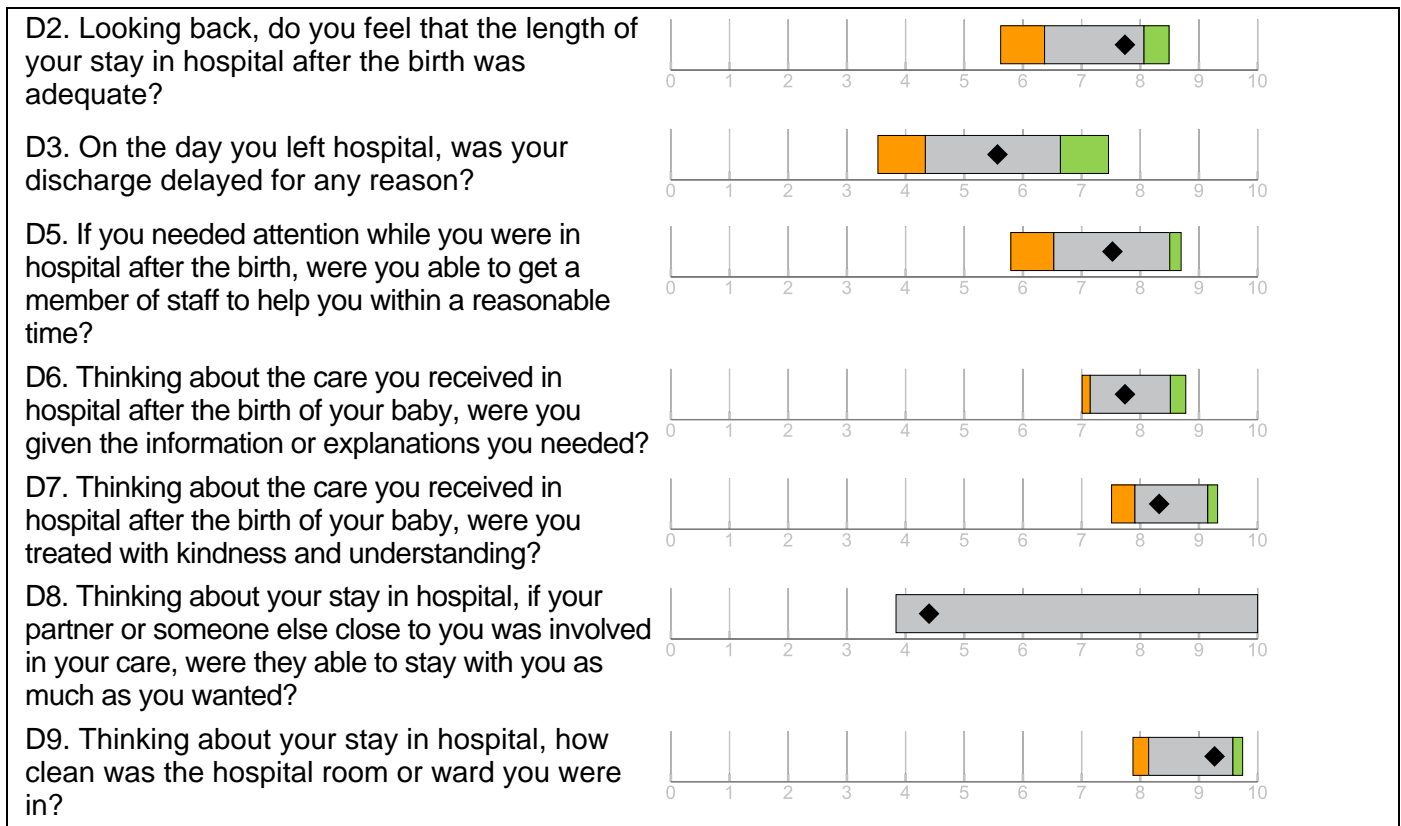 D2. Looking back, do you feel that the length of
your stay in hospital after the birth was
adequate?
0 1 2 3 4 5 6 7 8 9 10
D3. On the day you left hospital, was your
discharge delayed for any reason?
0 1 2 3 4 5 6 7 8 9 10
D5. If you needed attention while you were in
hospital after the birth, were you able to get a
member of staff to help you within a reasonable
time?
0 1 2 3 4 5 6 7 8 9 10
D6. Thinking about the care you received in
hospital after the birth of your baby, were you
given the information or explanations you needed?
0 1 2 3 4 5 6 7 8 9 10
D7. Thinking about the care you received in
hospital after the birth of your baby, were you
treated with kindness and understanding?
0 1 2 3 4 5 6 7 8 9 10
D8. Thinking about your stay in hospital, if your
partner or someone else close to you was involved
in your care, were they able to stay with you as
much as you wanted?
0 1 2 3 4 5 6 7 8 9 10
D9. Thinking about your stay in hospital, how
clean was the hospital room or ward you were
in?
0 1 2 3 4 5 6 7 8 9 10